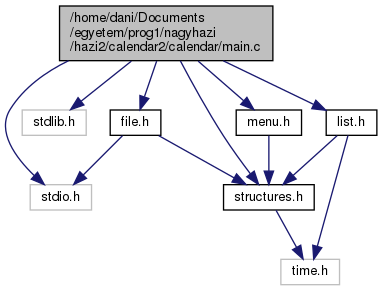 /home/dani/Documents
/egyetem/prog1/nagyhazi
/hazi2/calendar2/calendar/main.c
stdlib.h
file.h
menu.h
list.h
stdio.h
structures.h
time.h